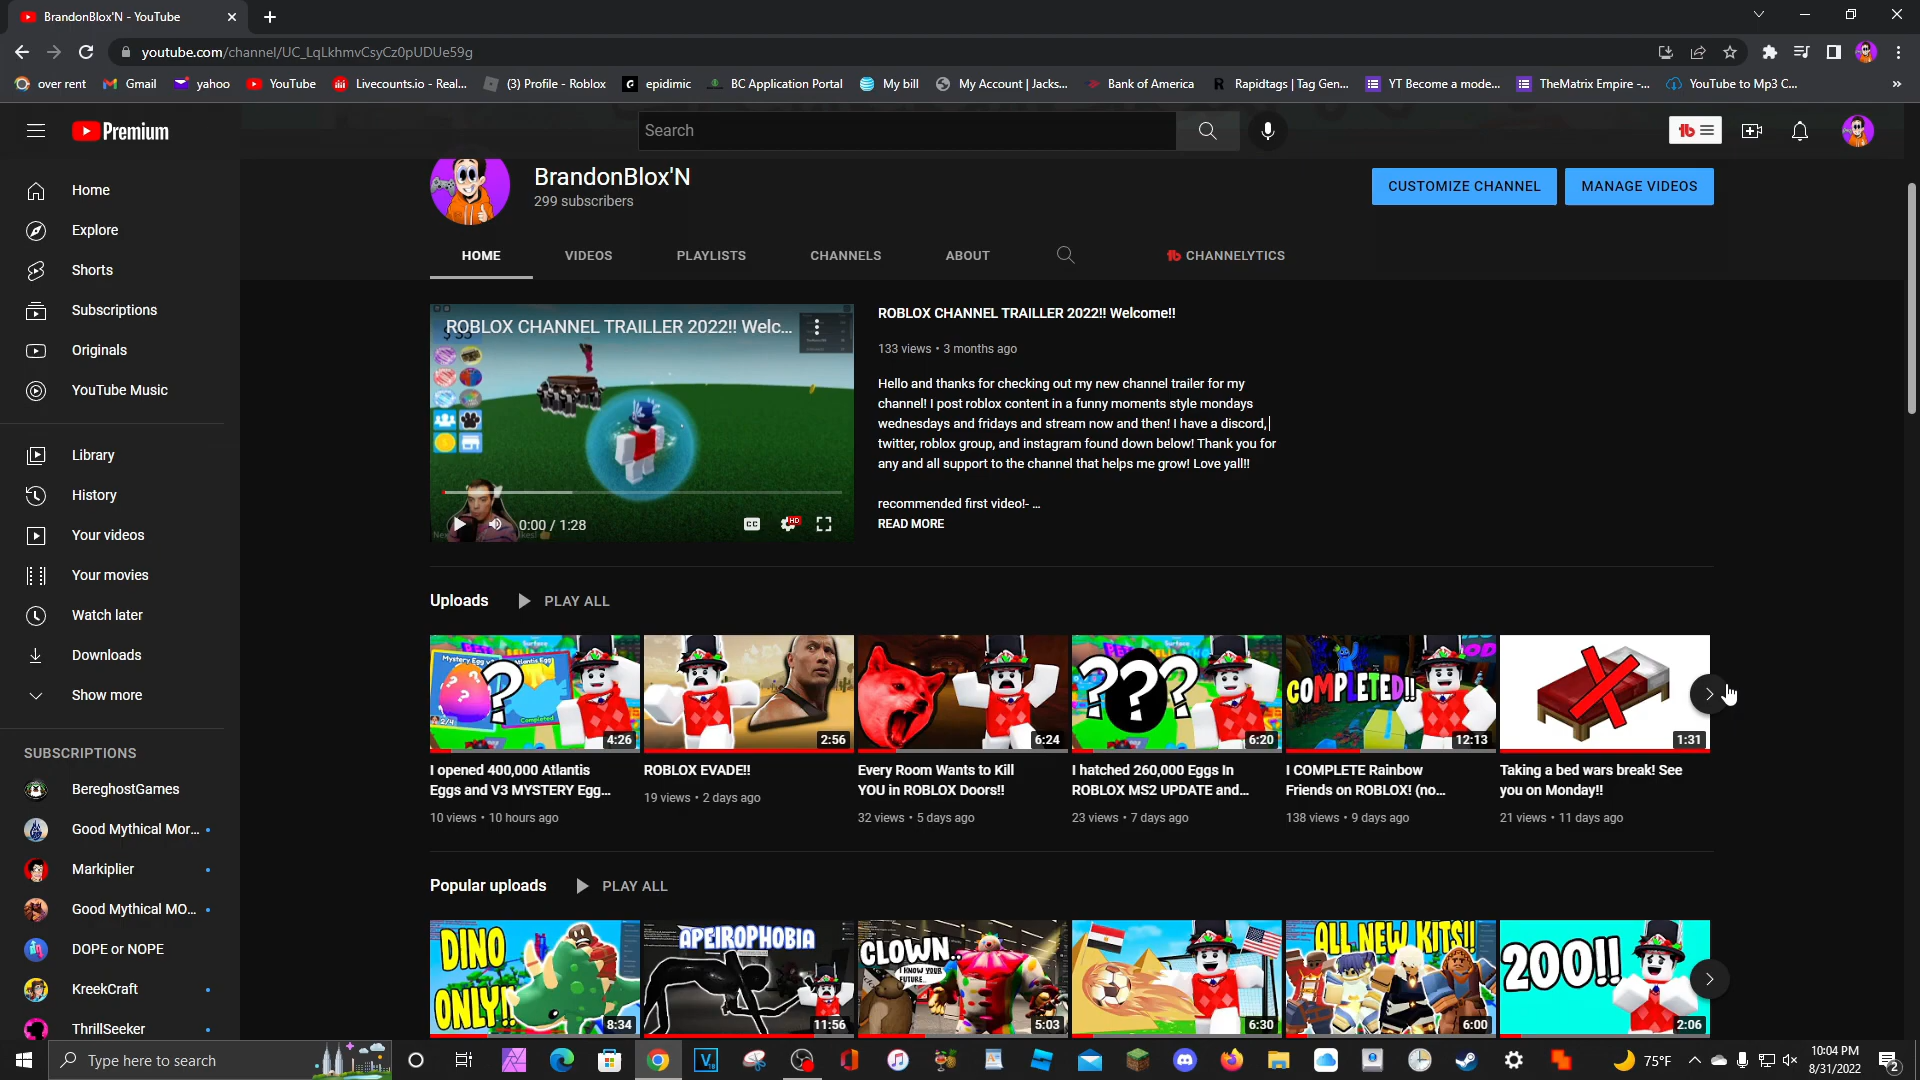 BrandonBlox'N - YouTube
youtube.com/channel/UC_LqLkhmvCsyCz0pUDUe59g
over rent
Gmail
yahoo
YouTube
Livecounts.io - Real...
(3) Profile - Roblox
epidimic
BC Application Portal
My bill
My Account | Jacks...
Bank of America
Rapidtags | Tag Gen...
YT Become a mode...
TheMatrix Empire -...
YouTube to Mp3 C...
Premium
Search
Home
Explore
Shorts
Subscriptions
Originals
YouTube Music
Library
History
Your videos
Your movies
Watch later
Downloads
Show more
SUBSCRIPTIONS
BereghostGames
Good Mythical Mor...
Markiplier
Good Mythical MO...
DOPE or NOPE
KreekCraft
ThrillSeeker
BrandonBlox'N
299 subscribers
CUSTOMIZE CHANNEL
MANAGE VIDEOS
HOME
VIDEOS
PLAYLISTS
CHANNELS
ABOUT
CHANNELYTICS
ROBLOX CHANNEL TRAILLER 2022!! Welc...
0:00 / 1:28
CC
HD
ROBLOX CHANNEL TRAILLER 2022!! Welcome!!
133 views • 3 months ago
Hello and thanks for checking out my new channel trailer for my
channel! I post roblox content in a funny moments style mondays
wednesdays and fridays and stream now and then! I have a discord,
twitter, roblox group, and instagram found down below! Thank you for
any and all support to the channel that helps me grow! Love yall!!
recommended first video!- ...
READ MORE
Uploads
PLAY ALL
Mystery Egg
Atlantis Egg
2/4
Completed
4:26
2:56
6:24
???
6:20
COMPLETED!!
12:13
1:31
I opened 400,000 Atlantis
Eggs and V3 MYSTERY Egg...
10 views • 10 hours ago
ROBLOX EVADE!!
19 views • 2 days ago
Every Room Wants to Kill
YOU in ROBLOX Doors!!
32 views • 5 days ago
I hatched 260,000 Eggs In
ROBLOX MS2 UPDATE and...
23 views • 7 days ago
I COMPLETE Rainbow
Friends on ROBLOX! (no...
138 views • 9 days ago
Taking a bed wars break! See
you on Monday!!
21 views • 11 days ago
Popular uploads
PLAY ALL
DINO
ONLY!!
8:34
APEIROPHOBIA
11:56
CLOWN..
I KNOW YOUR
FUTURE..
5:03
6:30
ALL NEW KITS!!
6:00
200!!
2:06
Type here to search
75°F
10:04 PM
8/31/2022
2